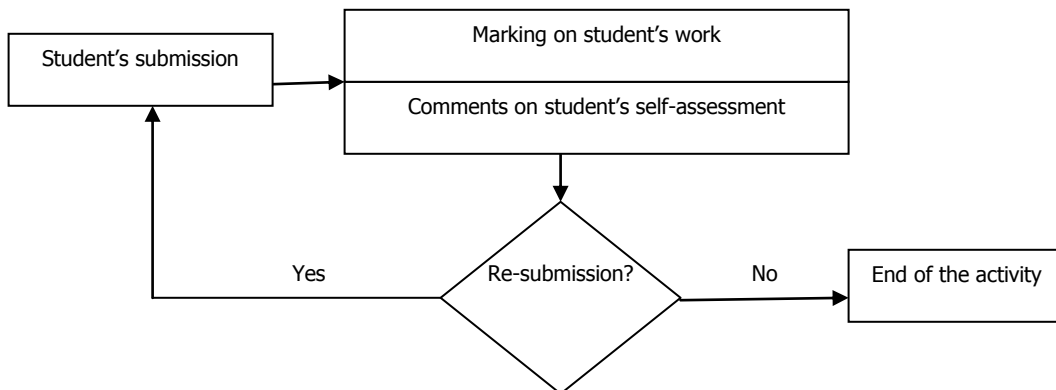 Marking on student’s work
Student’s submission
Comments on student’s self-assessment
Yes
Re-submission?
No
End of the activity